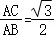 AC/AB = √3/2